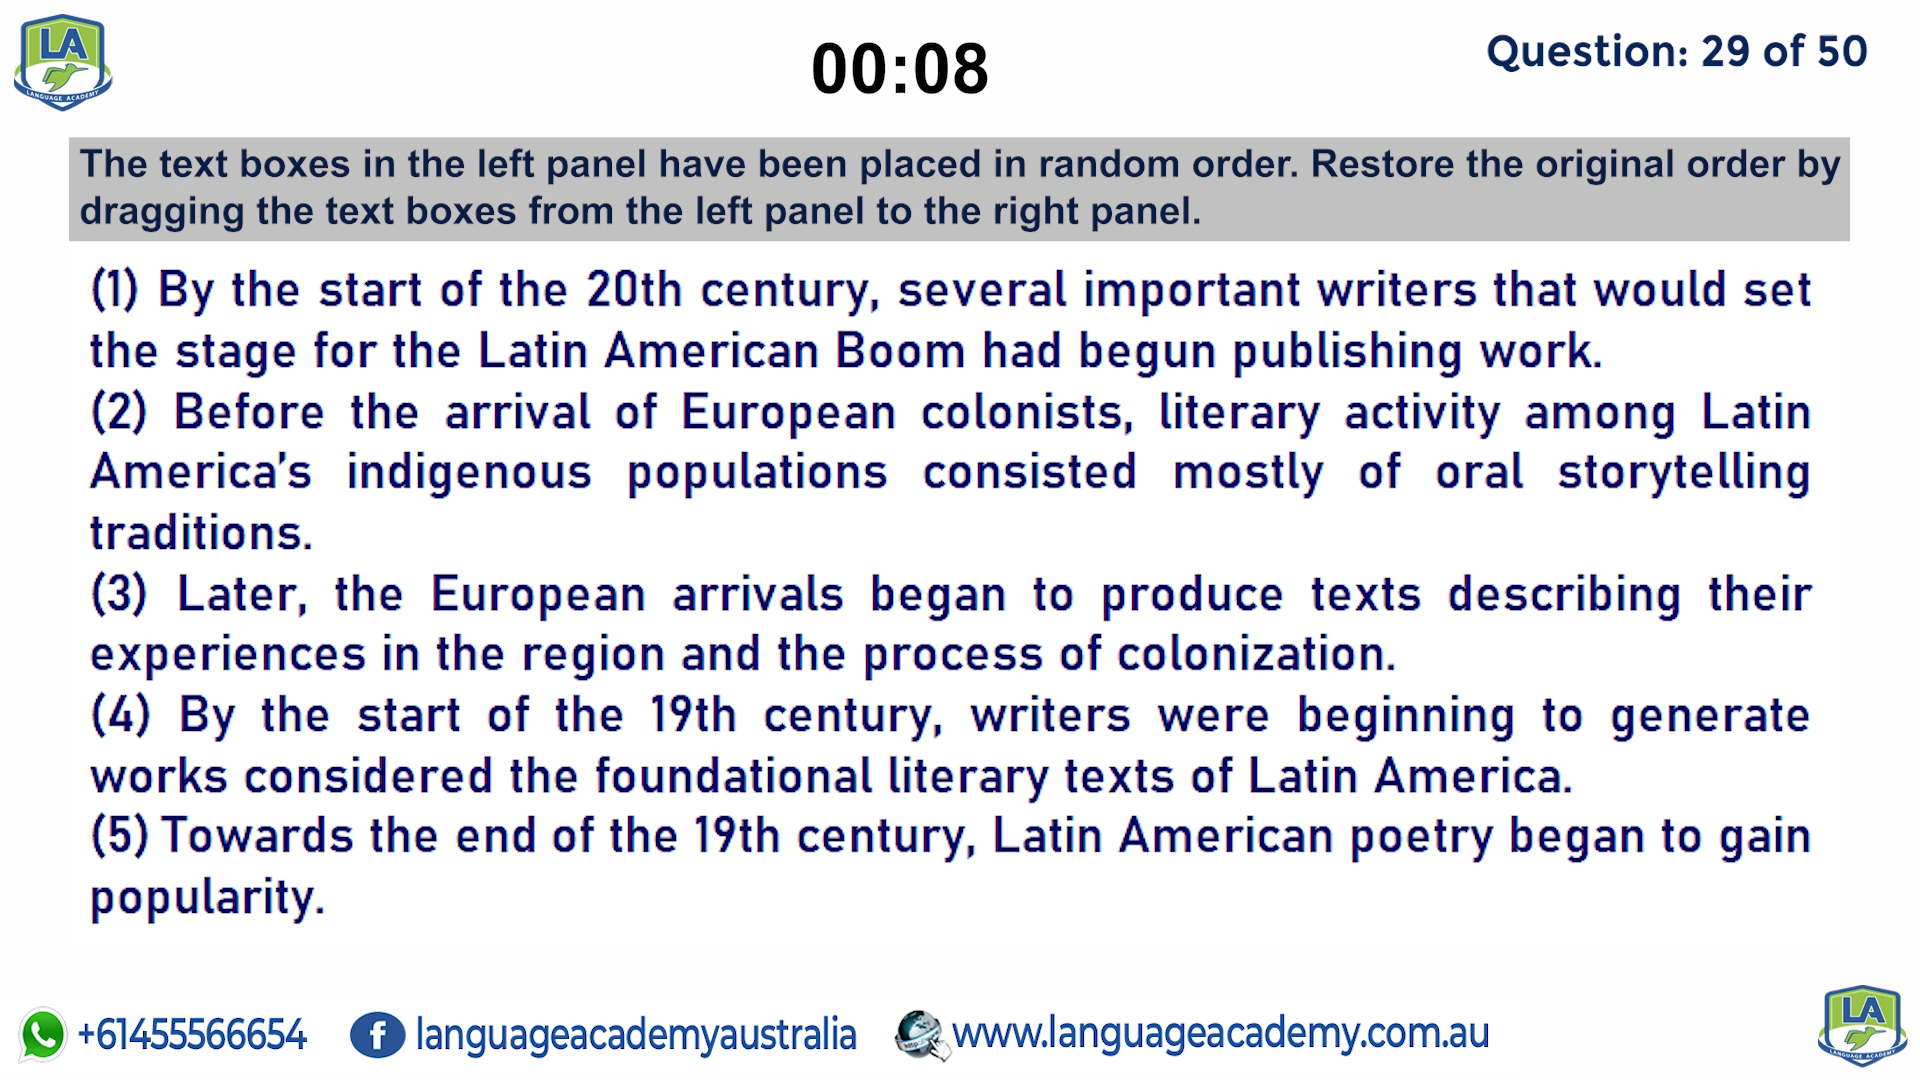 LA
LANGUAGE ACADEMY
00:08
Question: 29 of 50
The text boxes in the left panel have been placed in random order. Restore the original order by
dragging the text boxes from the left panel to the right panel.
(1) By the start of the 20th century, several important writers that would set
the stage for the Latin American Boom had begun publishing work.
(2) Before the arrival of European colonists, literary activity among Latin
America's indigenous populations consisted mostly of oral storytelling
traditions.
(3) Later, the European arrivals began to produce texts describing their
experiences in the region and the process of colonization.
(4) By the start of the 19th century, writers were beginning to generate
works considered the foundational literary texts of Latin America.
(5) Towards the end of the 19th century, Latin American poetry began to gain
popularity.
+61455566654
f
languageacademyaustralia
www.languageacademy.com.au
LA
LANGUAGE ACADEMY